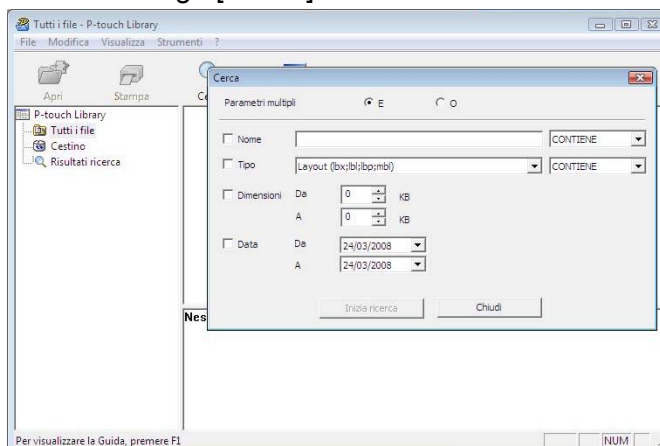 Tutti i file - P-touch Library
File Modifica Visualizza Strumenti ?
Apri Stampa
Cerca
Parametri multipli E O
P-touch Library
Tutti i file
Cestino
Risultati ricerca
Nome CONTIENE
Tipo Layout (lbx;lbl;lbp;mbl) CONTIENE
Dimensioni Da 0 KB
A 0 KB
Data Da 24/03/2008
A 24/03/2008
Inizia ricerca Chiudi
Nes
Per visualizzare la Guida, premere F1 NUM